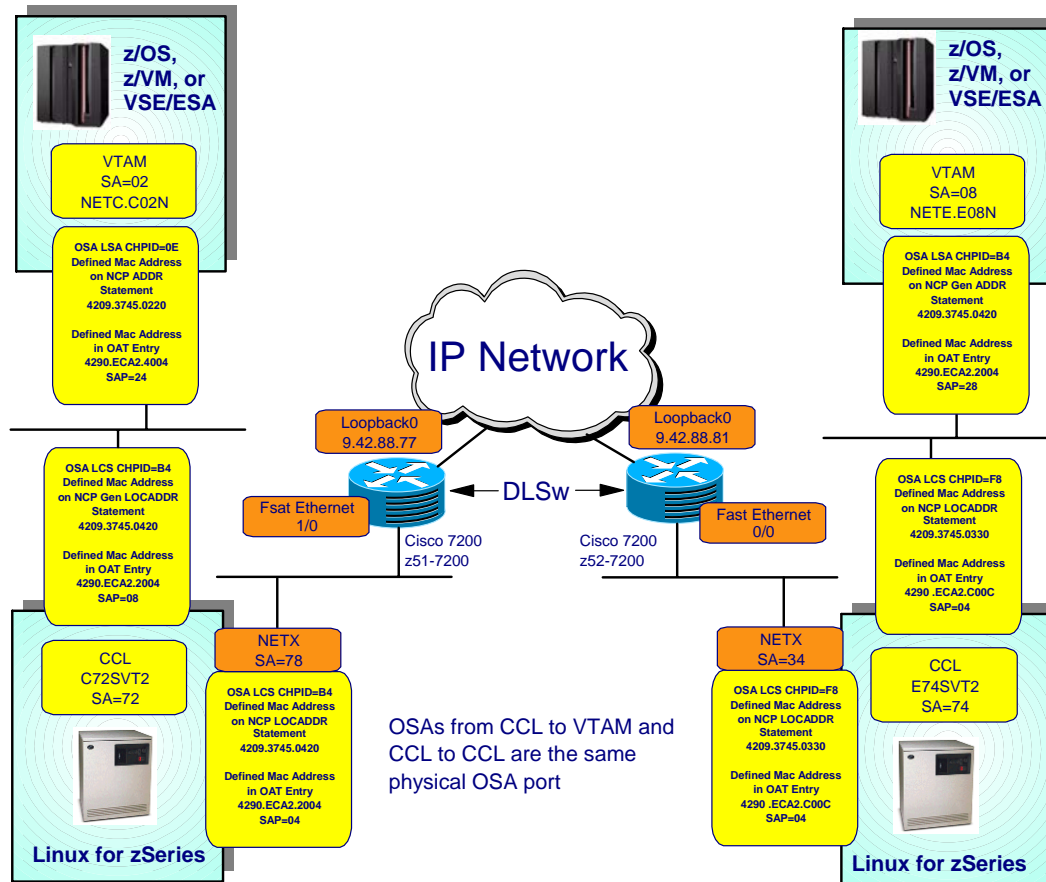 z/OS,
z/VM, or
VSE/ESA
VTAM
SA=02
NETC.C02N
OSA LSA CHPID=0E
Defined Mac Address
on NCP ADDR
Statement
4209.3745.0220
Defined Mac Address
in OAT Entry
4290.ECA2.4004
SAP=24
OSA LCS CHPID=B4
Defined Mac Address
on NCP Gen LOCADDR
Statement
4209.3745.0420
Defined Mac Address
in OAT Entry
4290.ECA2.2004
SAP=08
CCL
C72SVT2
SA=72
Linux for zSeries
NETX
SA=78
OSA LCS CHPID=B4
Defined Mac Address
on NCP LOCADDR
Statement
4209.3745.0420
Defined Mac Address
in OAT Entry
4290.ECA2.2004
SAP=04
IP Network
Loopback0
9.42.88.77
Loopback0
9.42.88.81
DLSw
Fsat Ethernet
1/0
Fast Ethernet
0/0
Cisco 7200
z51-7200
Cisco 7200
z52-7200
OSAs from CCL to VTAM and
CCL to CCL are the same
physical OSA port
NETX
SA=34
OSA LCS CHPID=F8
Defined Mac Address
on NCP LOCADDR
Statement
4209.3745.0330
Defined Mac Address
in OAT Entry
4290 .ECA2.C00C
SAP=04
z/OS,
z/VM, or
VSE/ESA
VTAM
SA=08
NETE.E08N
OSA LSA CHPID=B4
Defined Mac Address
on NCP Gen ADDR
Statement
4209.3745.0420
Defined Mac Address
in OAT Entry
4290.ECA2.2004
SAP=28
OSA LCS CHPID=F8
Defined Mac Address
on NCP LOCADDR
Statement
4209.3745.0330
Defined Mac Address
in OAT Entry
4290 .ECA2.C00C
SAP=04
CCL
E74SVT2
SA=74
Linux for zSeries